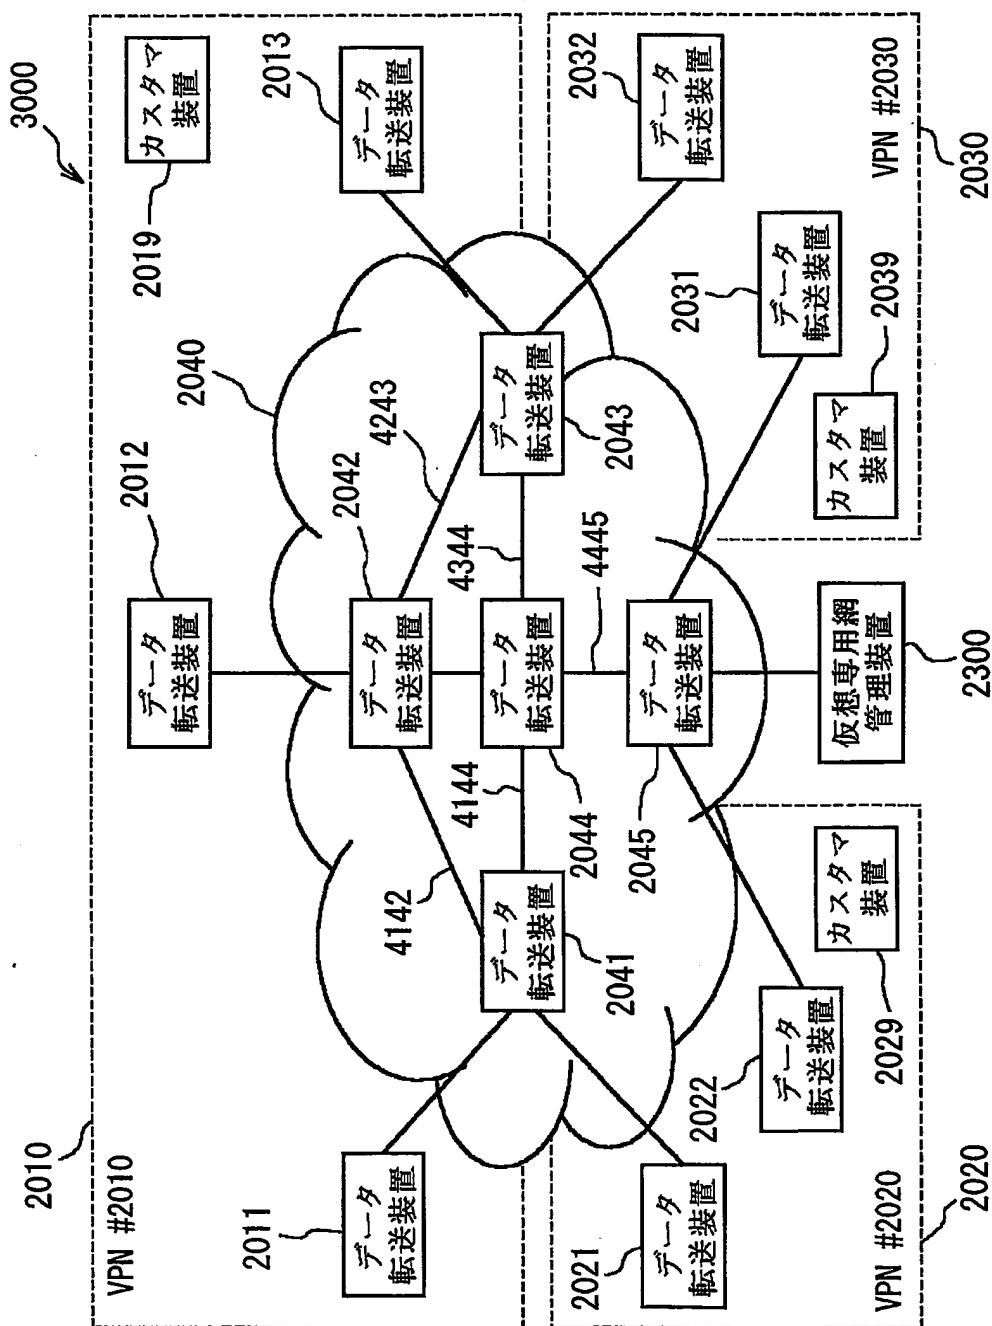 3000
2010
VPN #2010
2012
カスタマ
装置
2019
2013
データ
転送装置
データ
転送装置
2040
2011
データ
転送装置
2042
4243
データ
転送装置
4142
4344
データ
転送装置
2041
4144
データ
転送装置
2044
データ
転送装置
2043
2032
データ
転送装置
4445
2021
データ
転送装置
2045
データ
転送装置
2031
データ
転送装置
2022
データ
転送装置
カスタマ
装置
2029
仮想専用網
管理装置
2300
カスタマ
装置
2039
VPN #2020
2020
VPN #2030
2030